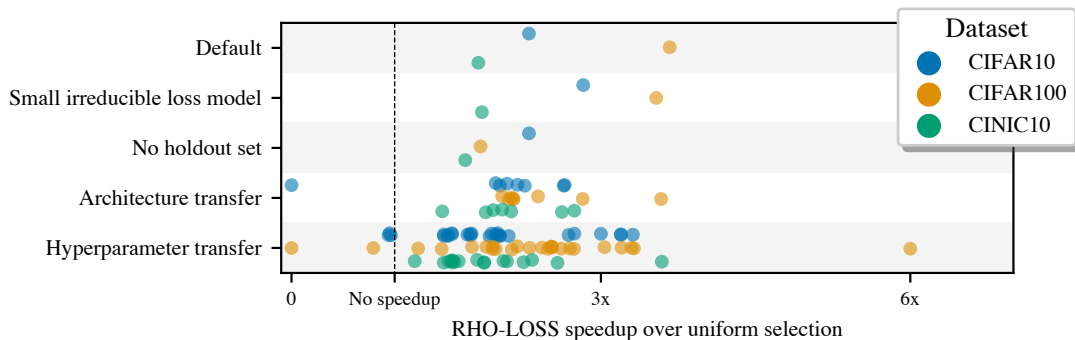 Default
Small irreducible loss model
No holdout set
Architecture transfer
Hyperparameter transfer
Dataset
CIFAR10
CIFAR100
CINIC10
0
No speedup
3x
6x
RHO-LOSS speedup over uniform selection